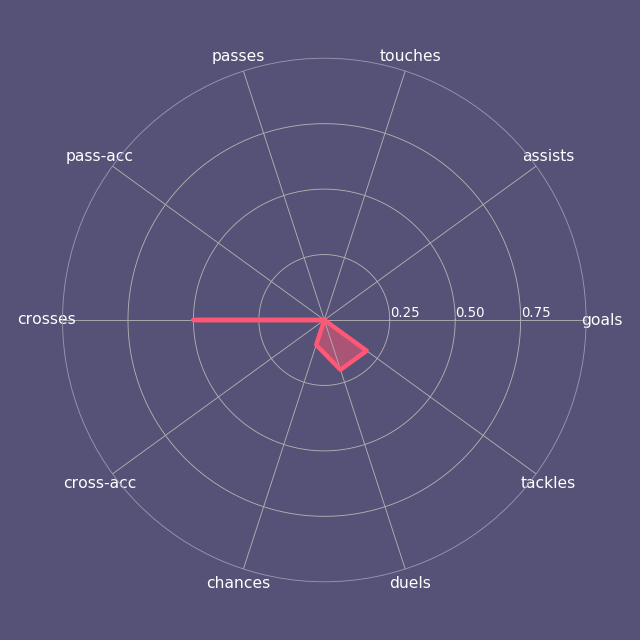 passes
touches
pass-acc
assists
crosses
0.25
0.50
0.75
goals
cross-acc
tackles
chances
duels